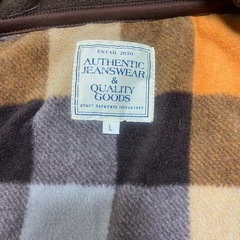 ESTAB. 2010
AUTHENTIC
JEANSWEAR
&
QUALITY
GOODS
L